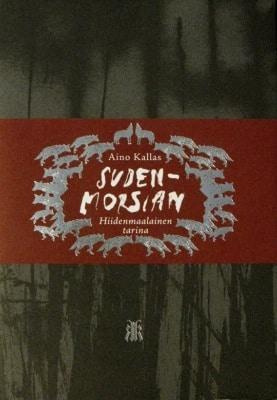 Aino Kallas
SUDEN-
MORSIAN
Hiidenmaalainen
tarina